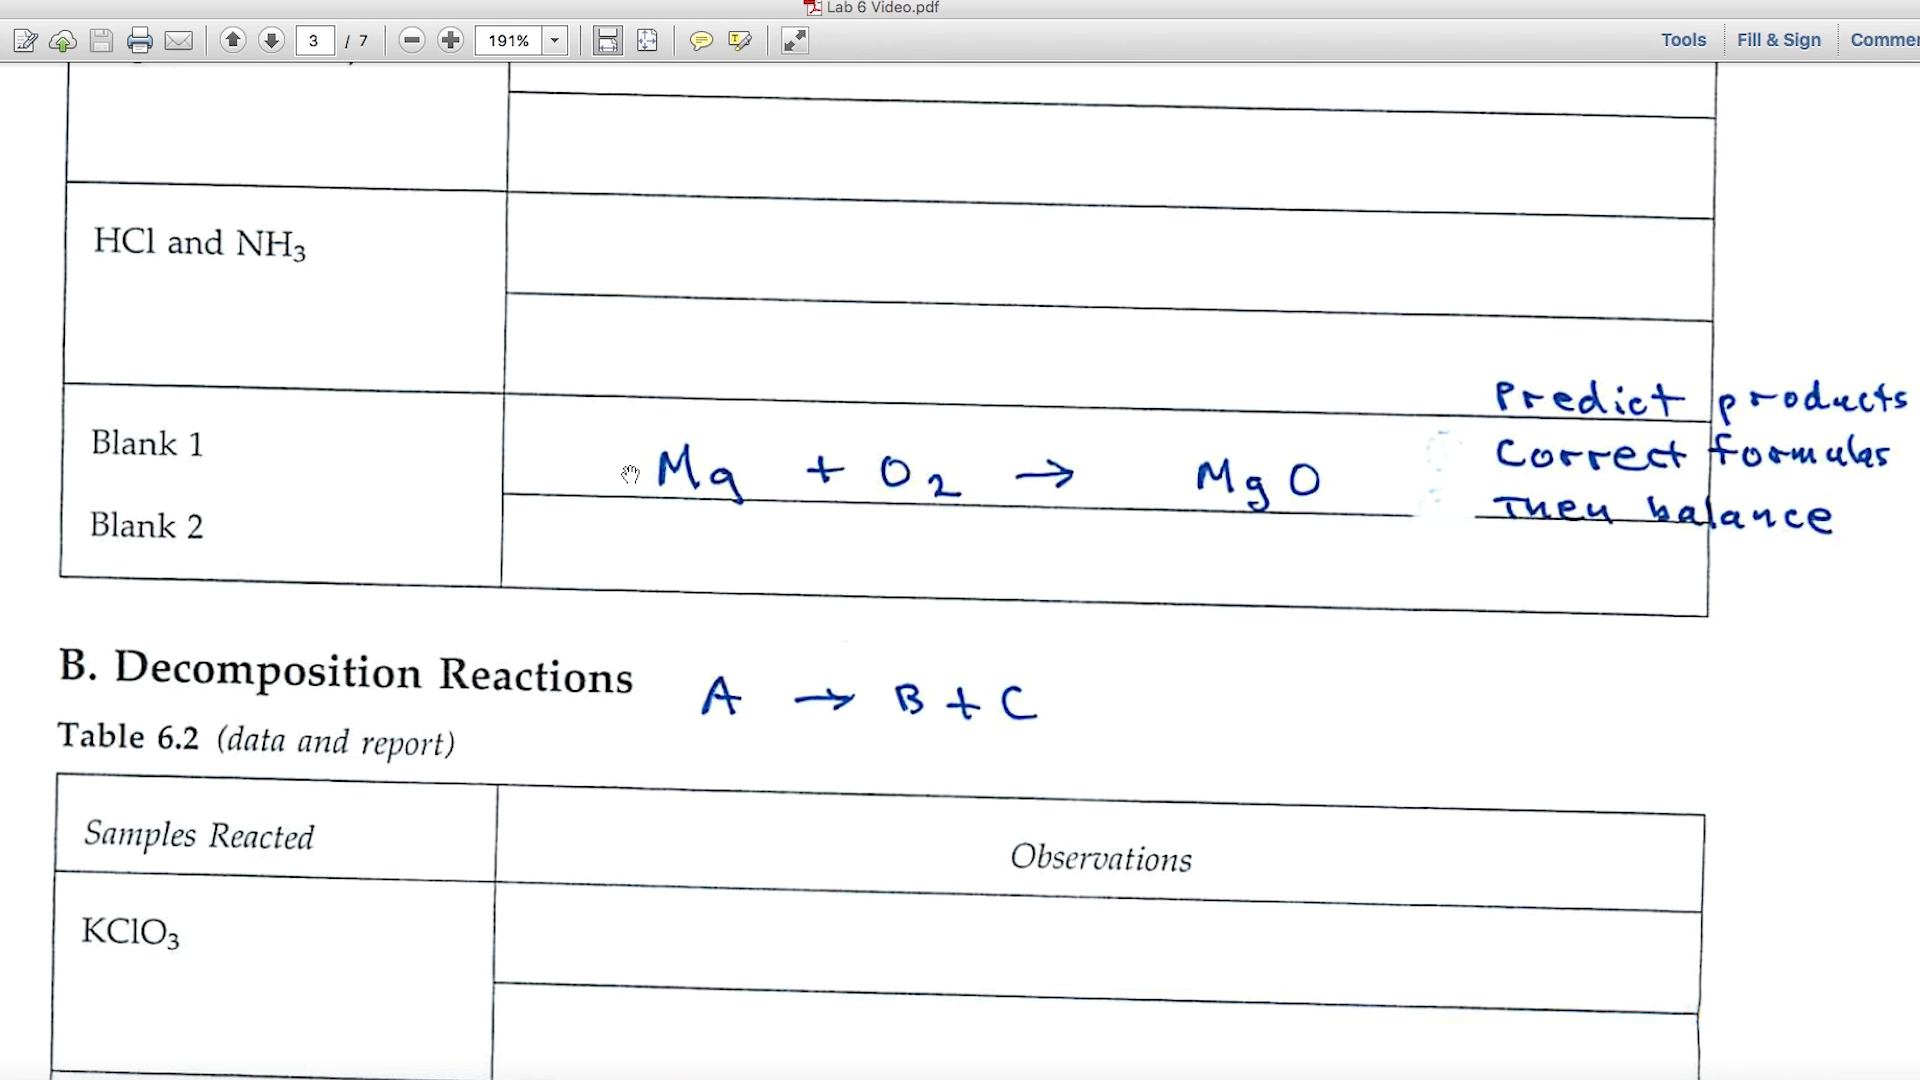 Lab 6 Video.pdf
3 / 7 191% Tools Fill & Sign Commen
HCl and NH₃
Predict products
Correct formulas
Then balance
Blank 1
Mg + O₂ → MgO
Blank 2
B. Decomposition Reactions A → B + C
Table 6.2 (data and report)
Samples Reacted Observations
KClO₃